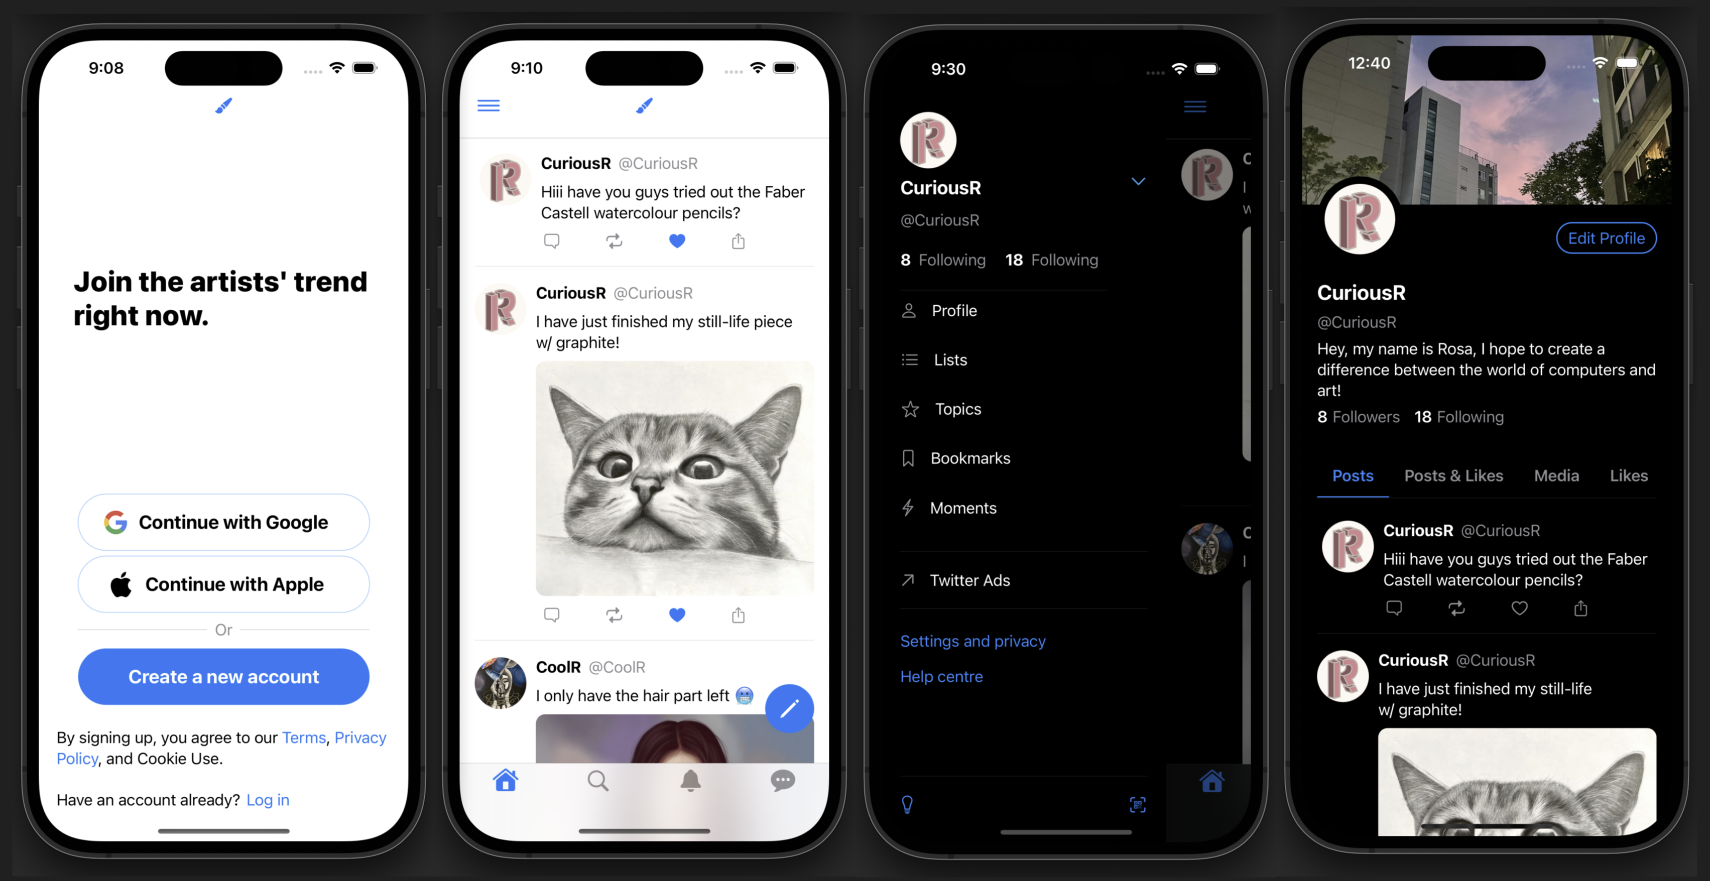 9:08
Join the artists' trend
right now.
Continue with Google
Continue with Apple
Or
Create a new account
By signing up, you agree to our Terms, Privacy
Policy, and Cookie Use.
Have an account already? Log in
9:10
CuriousR @CuriousR
Hiii have you guys tried out the Faber
Castell watercolour pencils?
CuriousR @CuriousR
I have just finished my still-life piece
w/ graphite!
CoolR @CoolR
I only have the hair part left 🥶
9:30
R
CuriousR
@CuriousR
8 Following 18 Following
Profile
Lists
Topics
Bookmarks
Moments
Twitter Ads
Settings and privacy
Help centre
C
I
w
C
I
12:40
R
Edit Profile
CuriousR
@CuriousR
Hey, my name is Rosa, I hope to create a
difference between the world of computers and
art!
8 Followers 18 Following
Posts Posts & Likes Media Likes
CuriousR @CuriousR
Hiii have you guys tried out the Faber
Castell watercolour pencils?
CuriousR @CuriousR
I have just finished my still-life
w/ graphite!